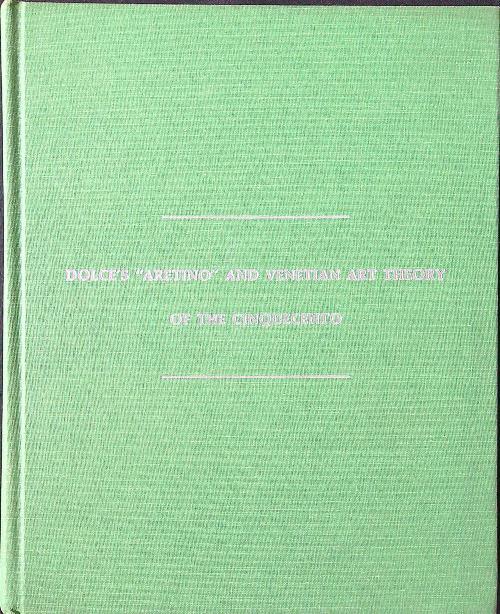 DOLCE'S "ARETINO" AND VENETIAN ART THEORY
OF THE CINQUECENTO